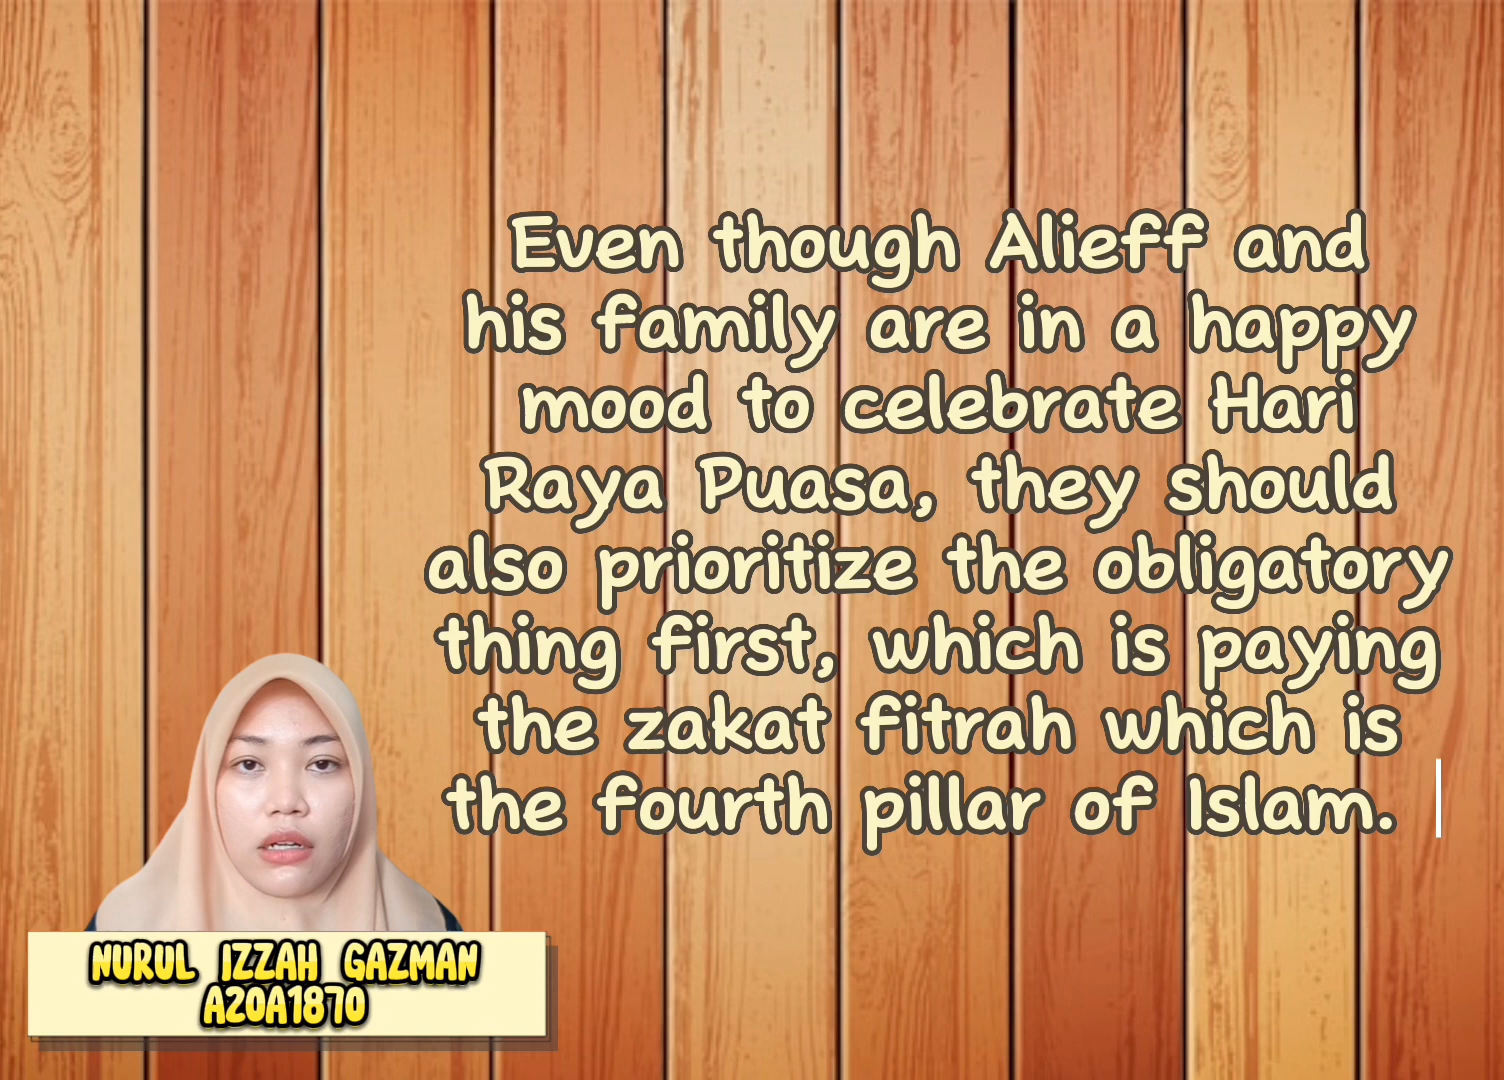 Even though Alieff and
his family are in a happy
mood to celebrate Hari
Raya Puasa, they should
also prioritize the obligatory
thing first, which is paying
the zakat fitrah which is
the fourth pillar of Islam.
NURUL IZZAH GAZMAN
A20A1870